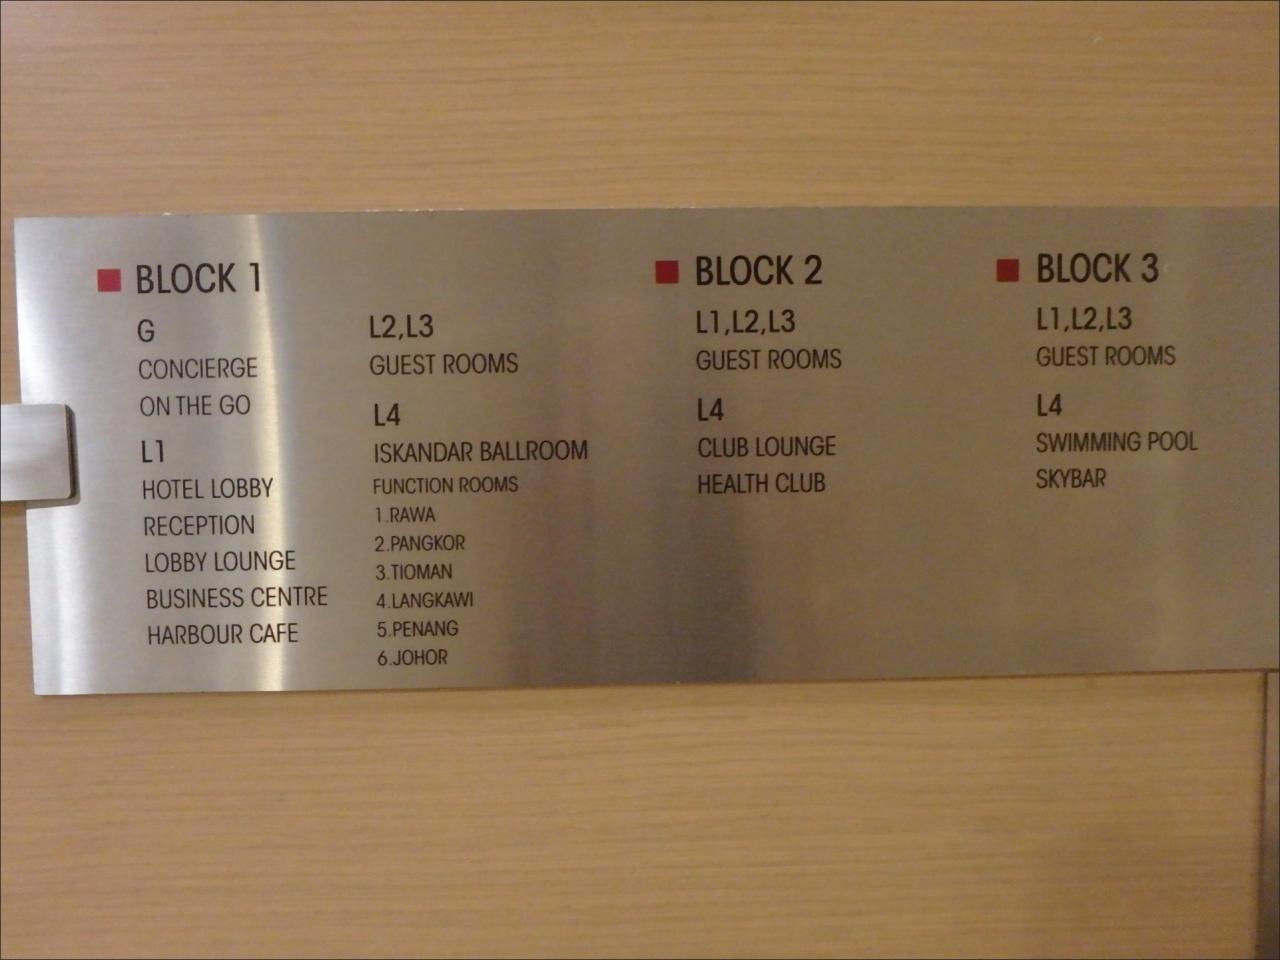 BLOCK 1
G
CONCIERGE
ON THE GO
L1
HOTEL LOBBY
RECEPTION
LOBBY LOUNGE
BUSINESS CENTRE
HARBOUR CAFE
L2,L3
GUEST ROOMS
L4
ISKANDAR BALLROOM
FUNCTION ROOMS
1.RAWA
2.PANGKOR
3.TIOMAN
4.LANGKAWI
5.PENANG
6.JOHOR
BLOCK 2
L1,L2,L3
GUEST ROOMS
L4
CLUB LOUNGE
HEALTH CLUB
BLOCK 3
L1,L2,L3
GUEST ROOMS
L4
SWIMMING POOL
SKYBAR